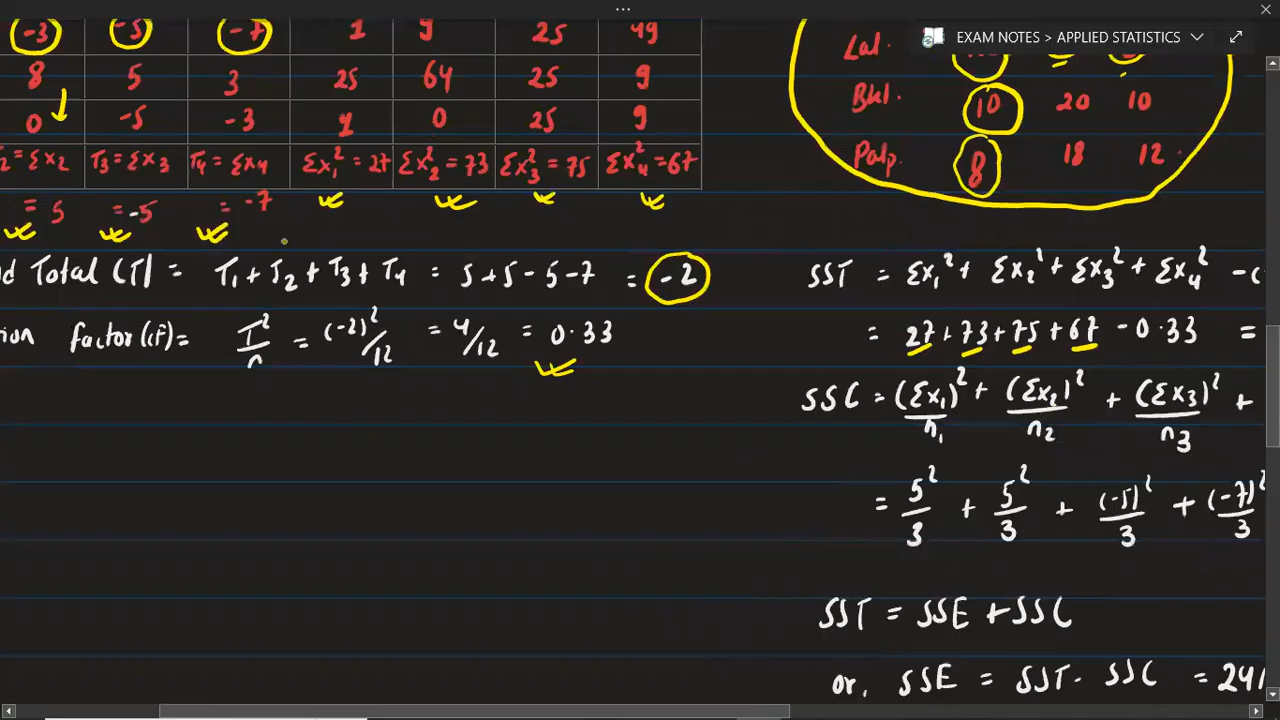 EXAM NOTES > APPLIED STATISTICS
-3 -5 -7 1 9 25 49
8 5 3 25 64 25 9
0 -5 -3 1 0 25 9
= Σx2 T3 = Σx3 T4 = Σx4 Σx1² = 27 Σx2² = 73 Σx3² = 75 Σx4² = 67
= 5 = -5 = -7
Total (T) = T1 + T2 + T3 + T4 = 5 + 5 - 5 - 7 = -2
factor (CF) = T²/n = (-2)²/12 = 4/12 = 0.33
Lal.
Bkl. 10 20 10
Palp. 8 18 12
SST = Σx1² + Σx2² + Σx3² + Σx4² - (
= 27 + 73 + 75 + 67 - 0.33 =
SSC = (Σx1)²/n1 + (Σx2)²/n2 + (Σx3)²/n3 +
= 5²/3 + 5²/3 + (-5)²/3 + (-7)²/3
SST = SSE + SSC
or, SSE = SST - SSC = 241